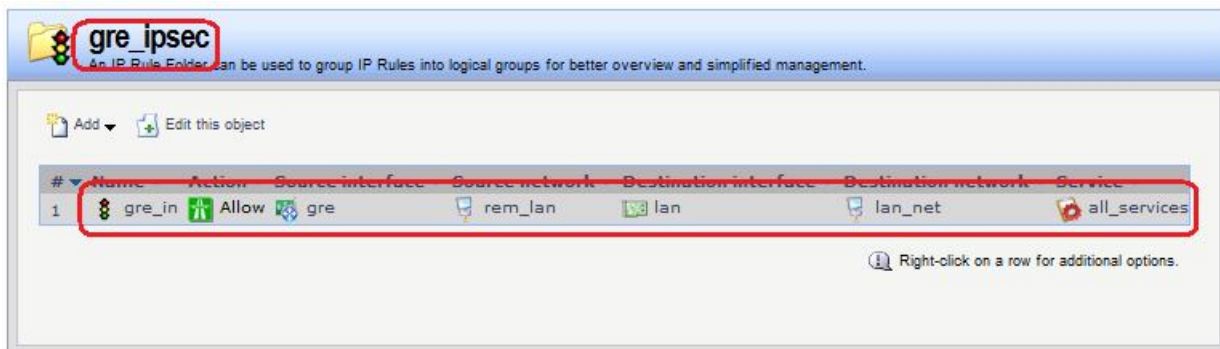 gre_ipsec
An IP Rule Folder can be used to group IP Rules into logical groups for better overview and simplified management.
Add Edit this object
# Name Action Source interface Source network Destination interface Destination network Service
1 gre_in Allow gre rem_lan lan lan_net all_services
Right-click on a row for additional options.